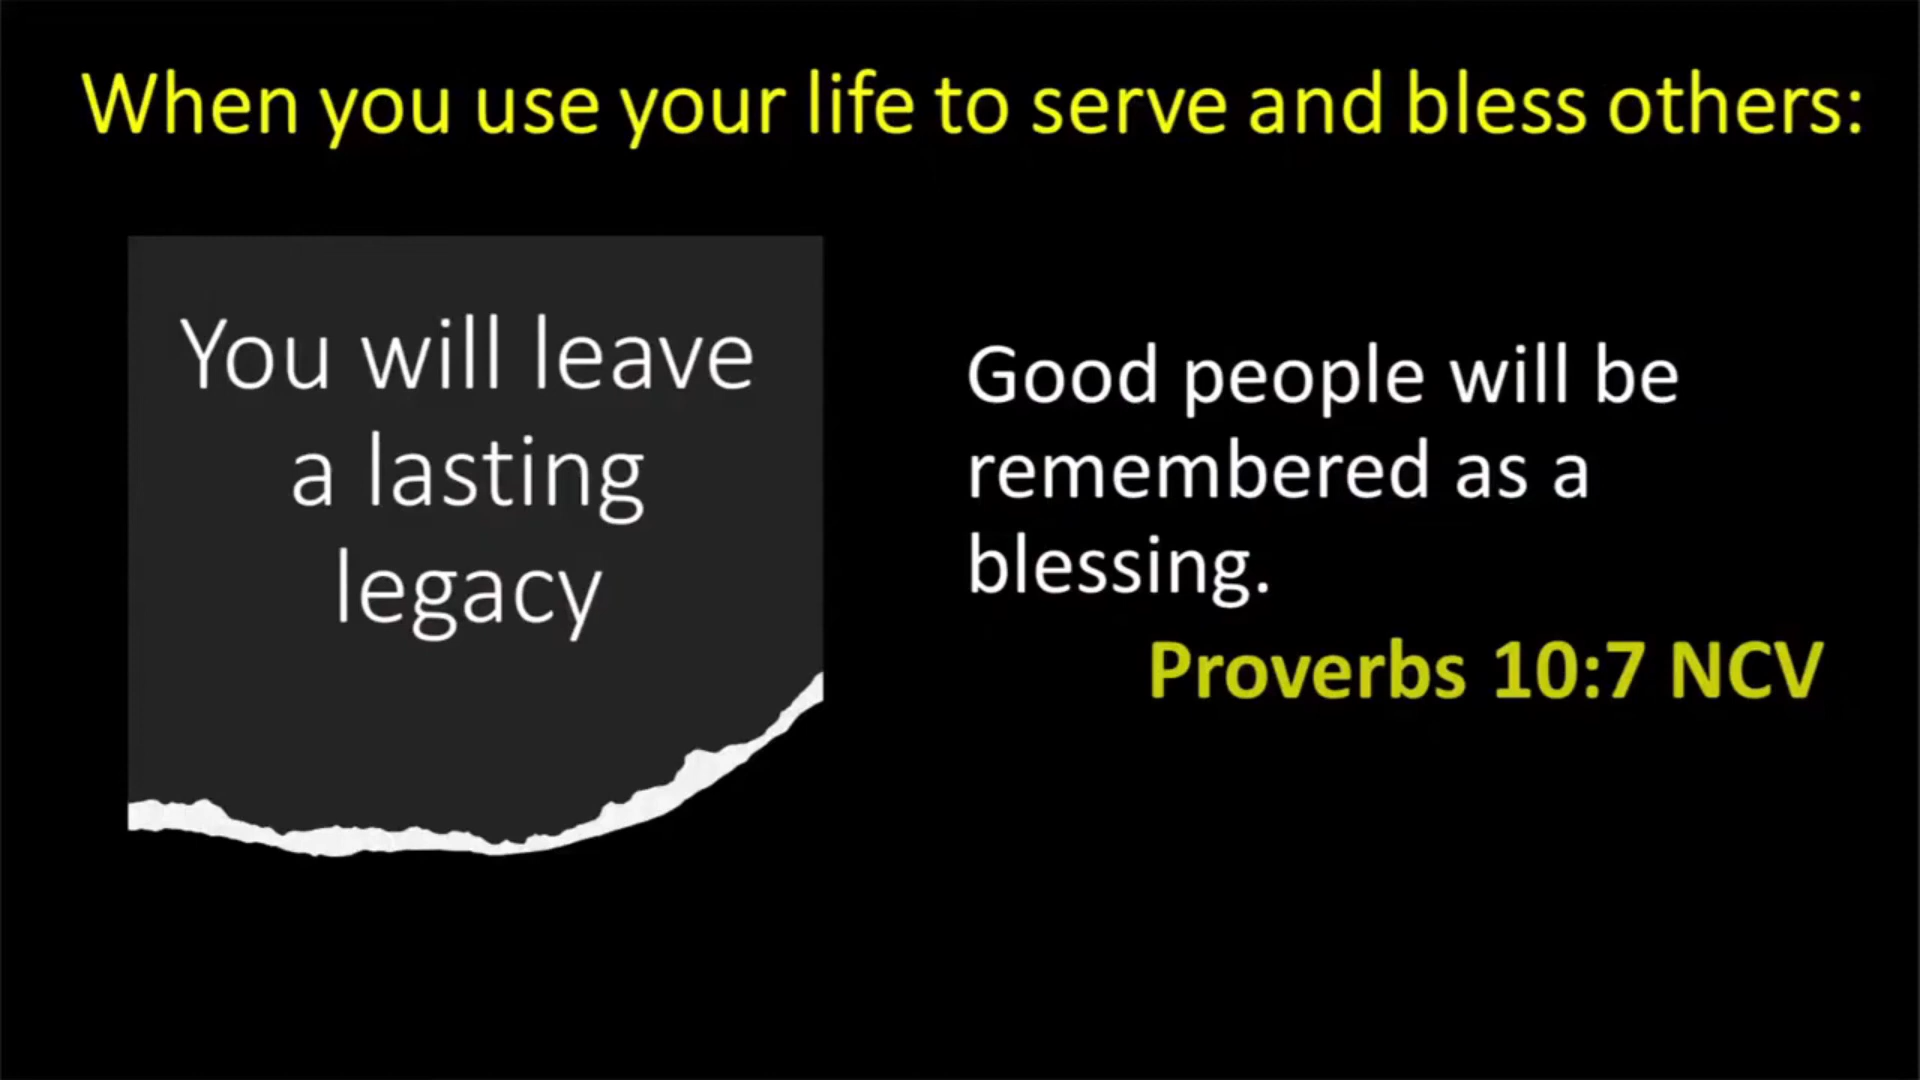 When you use your life to serve and bless others:
You will leave
a lasting
legacy
Good people will be
remembered as a
blessing.
Proverbs 10:7 NCV